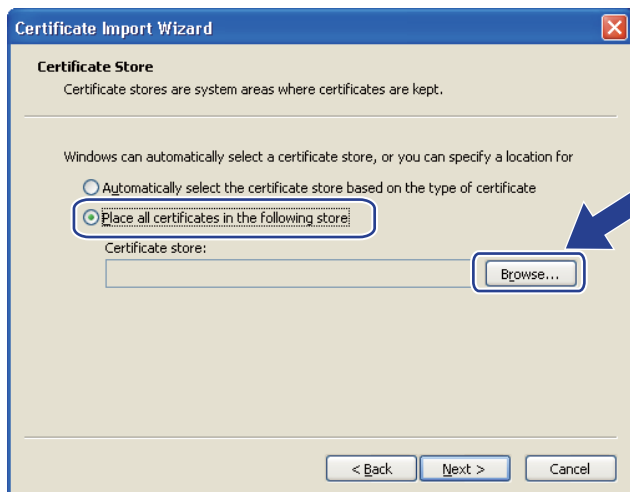 Certificate Import Wizard
Certificate Store
Certificate stores are system areas where certificates are kept.
Windows can automatically select a certificate store, or you can specify a location for
Automatically select the certificate store based on the type of certificate
Place all certificates in the following store
Certificate store:
Browse...
< Back
Next >
Cancel